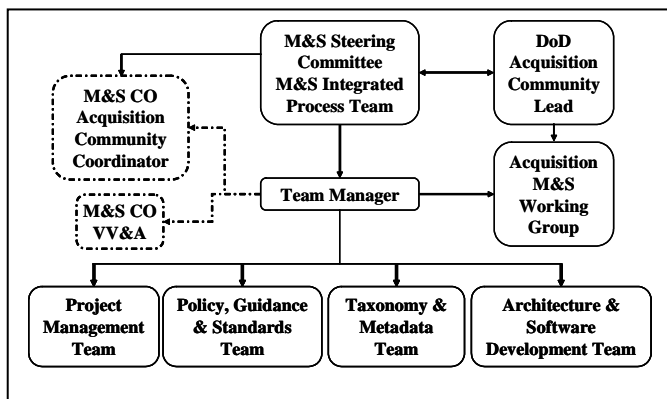 M&S Steering
Committee
M&S Integrated
Process Team
DoD
Acquisition
Community
Lead
M&S CO
Acquisition
Community
Coordinator
Acquisition
M&S
Working
Group
Team Manager
M&S CO
VV&A
Project
Management
Team
Policy, Guidance
& Standards
Team
Taxonomy &
Metadata
Team
Architecture &
Software
Development Team